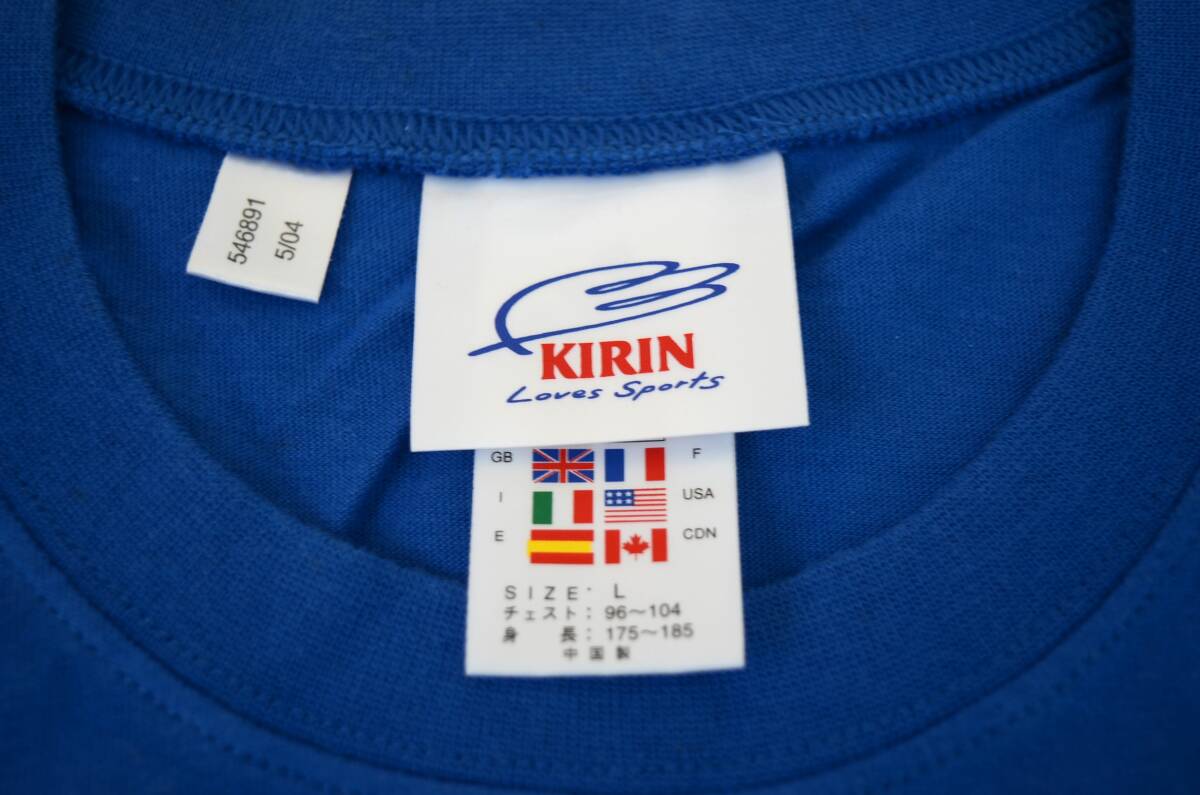 546891
5/04
KIRIN
Loves Sports
GB F
I USA
E CDN
SIZE L
チェスト: 96〜104
身長: 175〜185
中国製